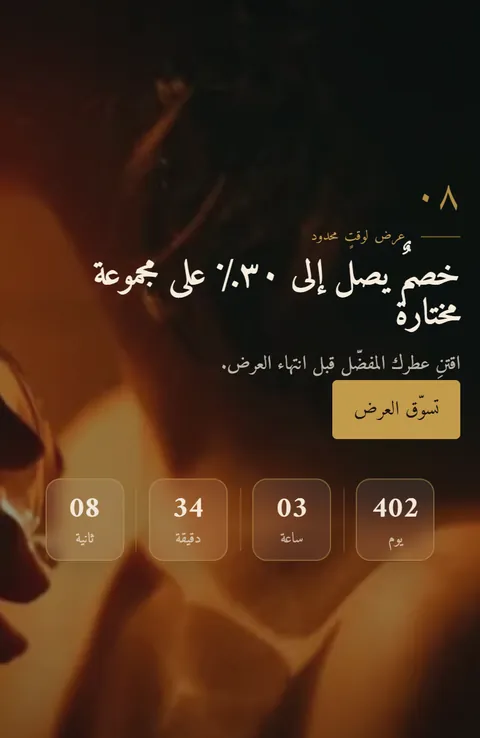 ٠٨
عرض لوقتٍ محدود
خصمٌ يصل إلى ٣٠٪ على مجموعة
مختارة
اقتنِ عطرك المفضّل قبل انتهاء العرض.
تسوّق العرض
402 03 34 08
يوم ساعة دقيقة ثانية